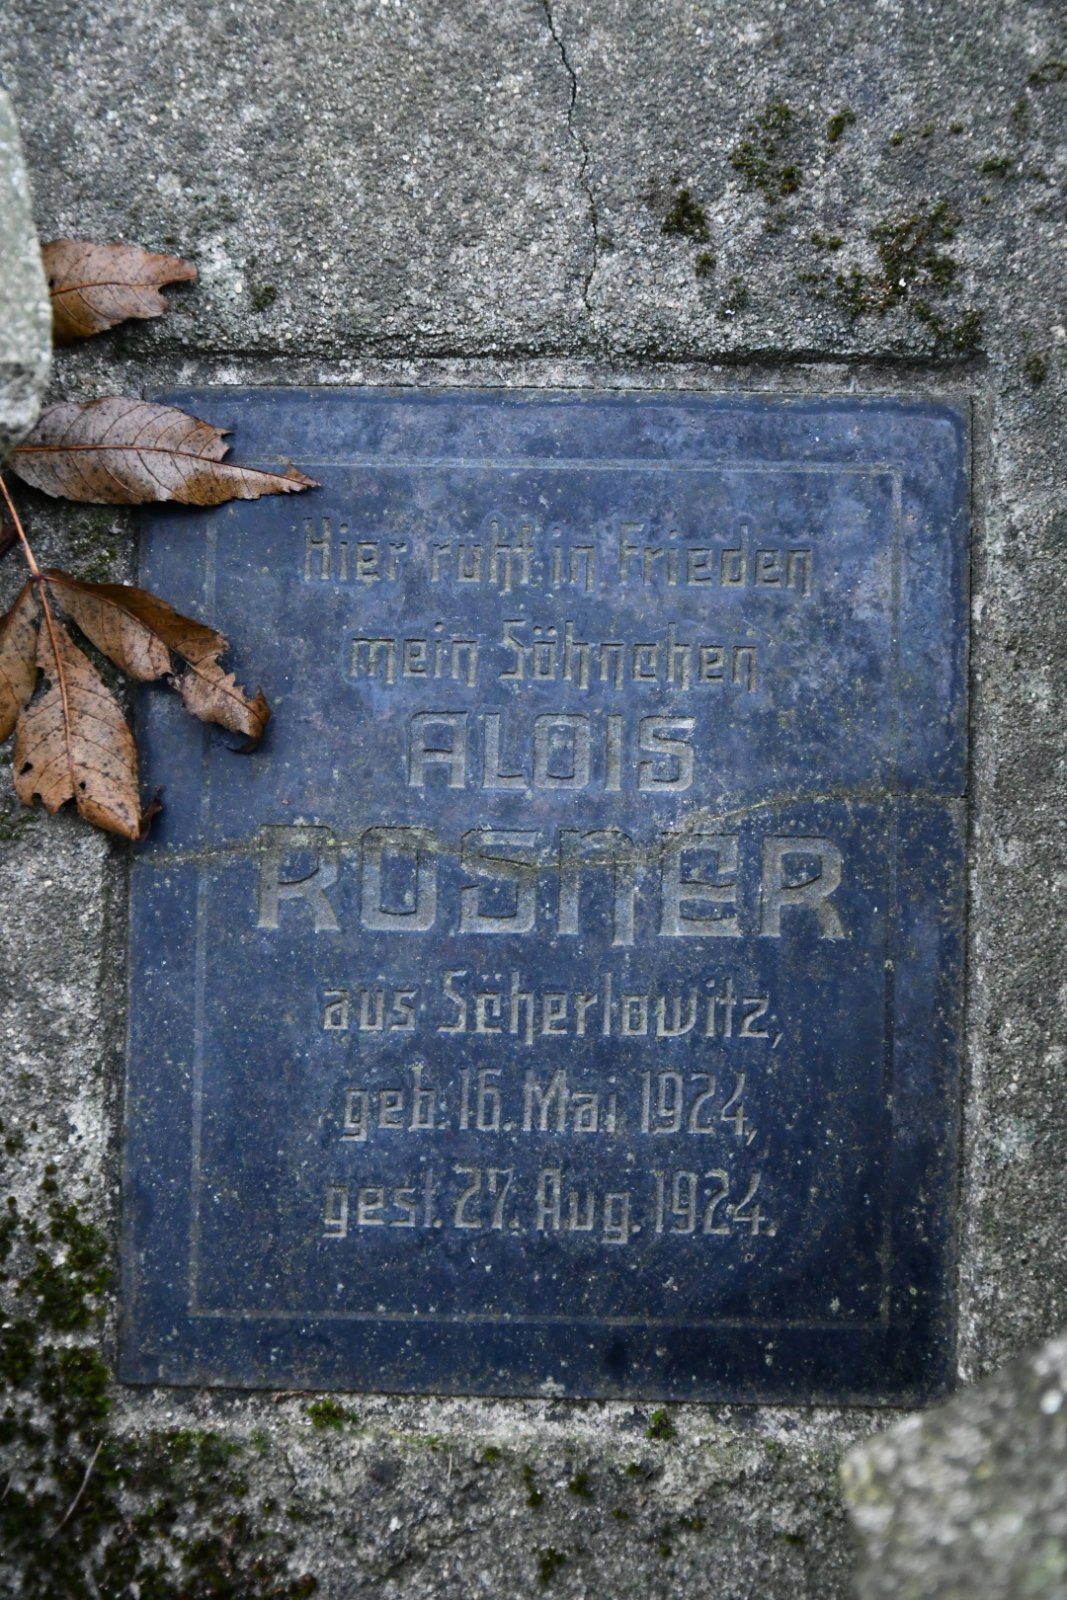 Hier ruht in Frieden
mein Söhnchen
ALOIS
ROSNER
aus Scherlowitz,
geb. 16. Mai 1924,
gest. 27. Aug. 1924.